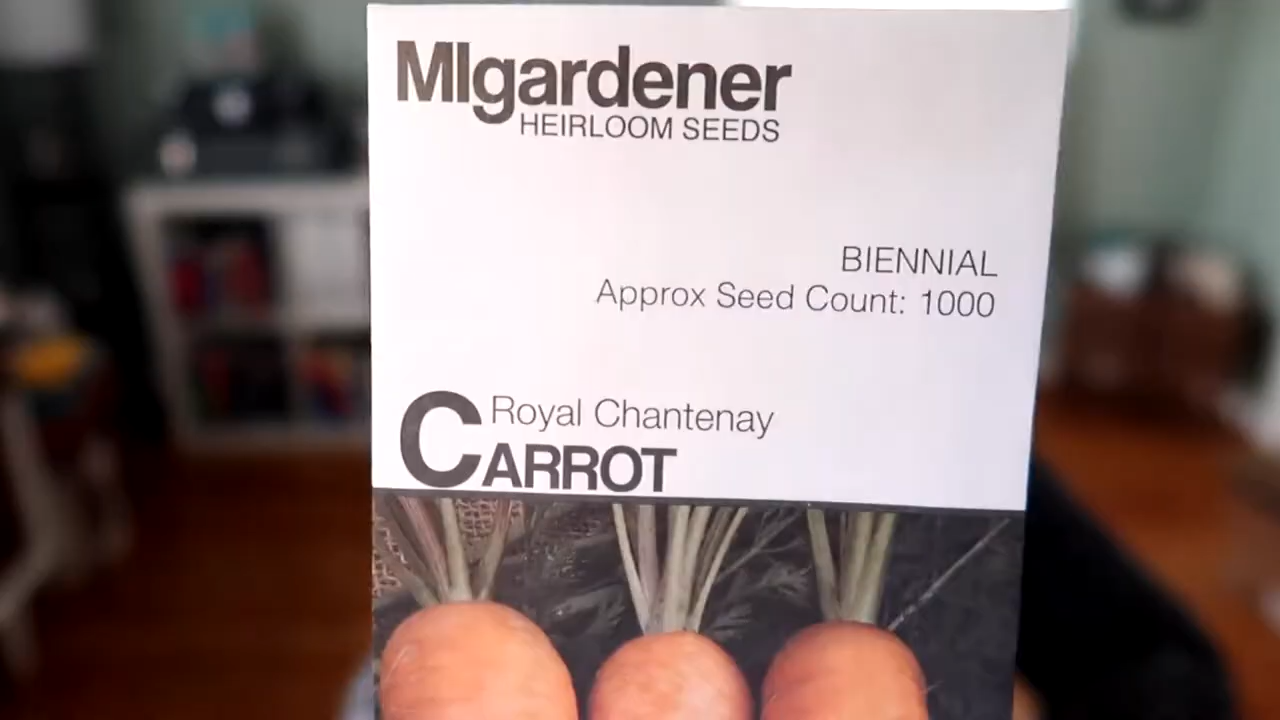 MIgardener
HEIRLOOM SEEDS
BIENNIAL
Approx Seed Count: 1000
Royal Chantenay
CARROT